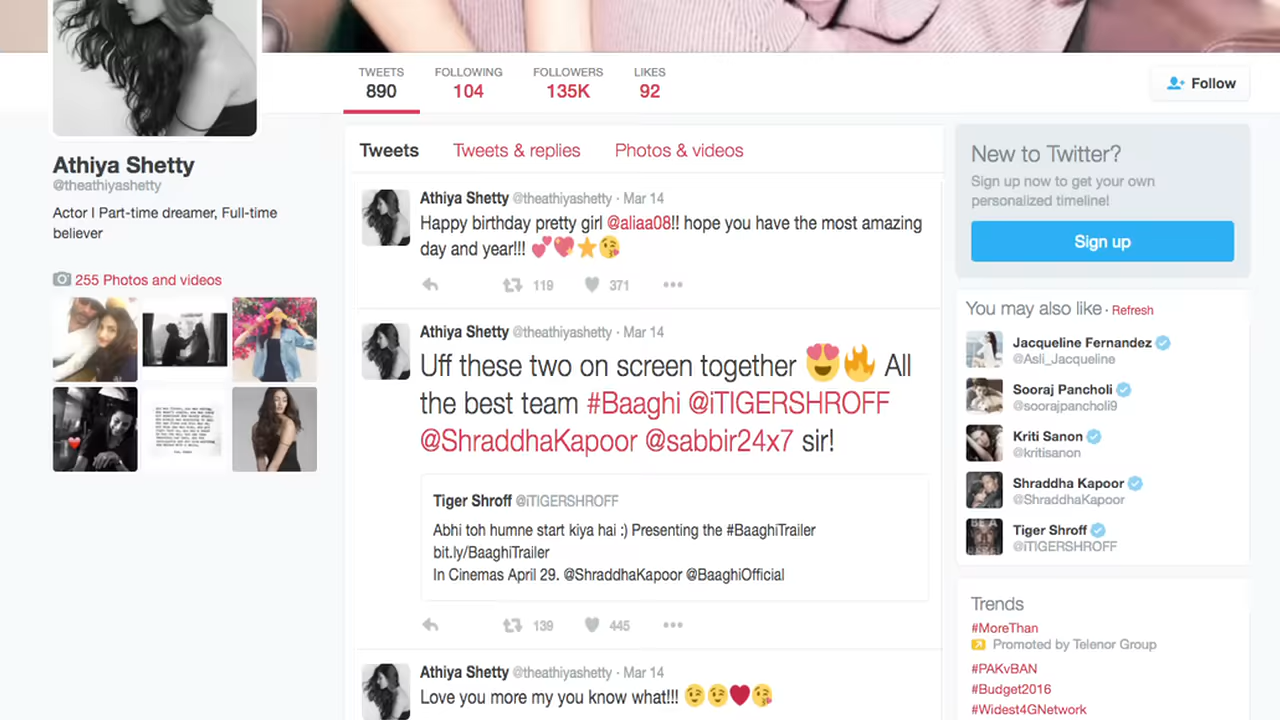 TWEETS
890
FOLLOWING
104
FOLLOWERS
135K
LIKES
92
Follow
Athiya Shetty
@theathiyashetty
Actor I Part-time dreamer, Full-time
believer
255 Photos and videos
Tweets
Tweets & replies
Photos & videos
Athiya Shetty @theathiyashetty · Mar 14
Happy birthday pretty girl @aliaa08!! hope you have the most amazing
day and year!!! 💕💖⭐😘
119
371
Athiya Shetty @theathiyashetty · Mar 14
Uff these two on screen together 😍🔥 All
the best team #Baaghi @iTIGERSHROFF
@ShraddhaKapoor @sabbir24x7 sir!
Tiger Shroff @iTIGERSHROFF
Abhi toh humne start kiya hai :) Presenting the #BaaghiTrailer
bit.ly/BaaghiTrailer
In Cinemas April 29. @ShraddhaKapoor @BaaghiOfficial
139
445
Athiya Shetty @theathiyashetty · Mar 14
Love you more my you know what!!! 😉😉❤️😘
New to Twitter?
Sign up now to get your own
personalized timeline!
Sign up
You may also like · Refresh
Jacqueline Fernandez
@Asli_Jacqueline
Sooraj Pancholi
@soorajpancholi9
Kriti Sanon
@kritisanon
Shraddha Kapoor
@ShraddhaKapoor
BE A
Tiger Shroff
@iTIGERSHROFF
Trends
#MoreThan
Promoted by Telenor Group
#PAKvBAN
#Budget2016
#Widest4GNetwork